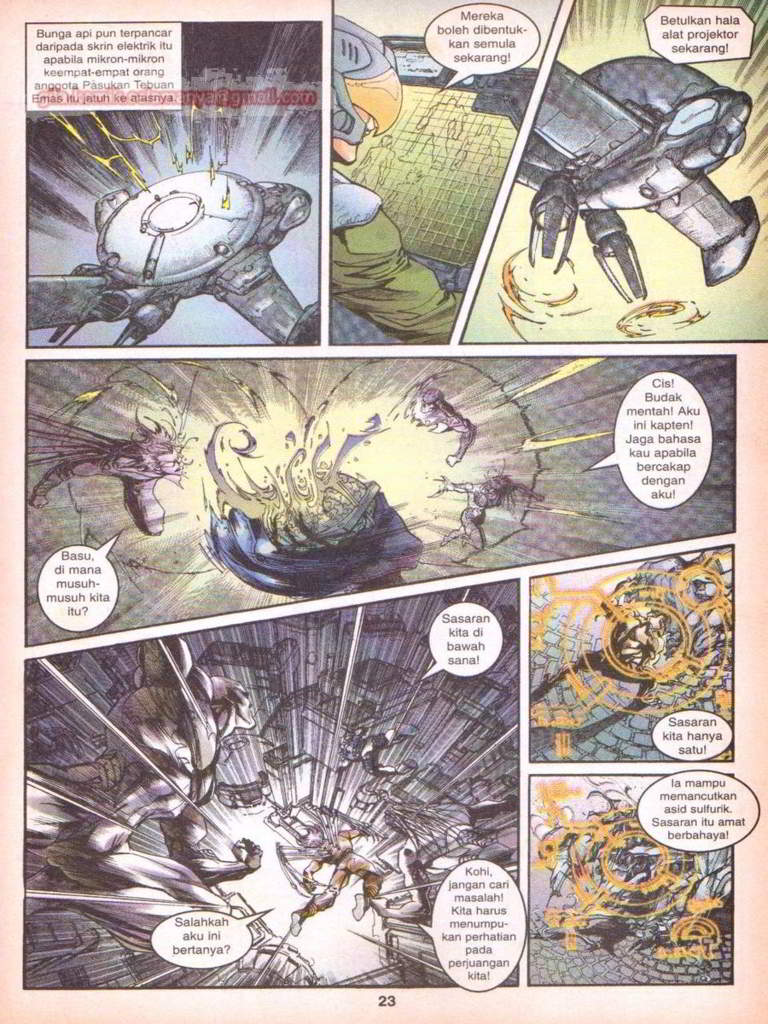 Bunga api pun terpancar
daripada skrin elektrik itu
apabila mikron-mikron
keempat-empat orang
anggota Pasukan Tebuan
Emas itu jatuh ke atasnya.
Mereka
boleh dibentuk-
kan semula
sekarang!
Betulkan hala
alat projektor
sekarang!
Cis!
Budak
mentah! Aku
ini kapten!
Jaga bahasa
kau apabila
bercakap
dengan
aku!
Basu,
di mana
musuh-
musuh kita
itu?
Sasaran
kita di
bawah
sana!
Salahkah
aku ini
bertanya?
Kohi,
jangan cari
masalah!
Kita harus
menumpu-
kan perhatian
pada
perjuangan
kita!
Sasaran
kita hanya
satu!
Ia mampu
memancutkan
asid sulfurik.
Sasaran itu amat
berbahaya!
23